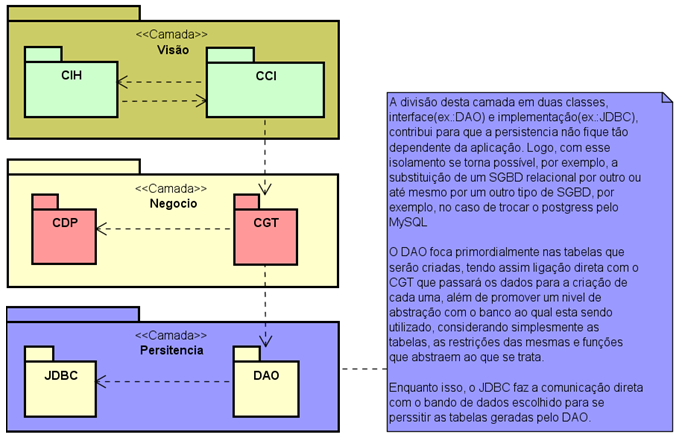 <<Camada>>
Visão
CIH
CCI
<<Camada>>
Negocio
CDP
CGT
<<Camada>>
Persitencia
JDBC
DAO
A divisão desta camada em duas classes,
interface(ex.:DAO) e implementação(ex.:JDBC),
contribui para que a persistencia não fique tão
dependente da aplicação. Logo, com esse
isolamento se torna possível, por exemplo, a
substituição de um SGBD relacional por outro ou
até mesmo por um outro tipo de SGBD, por
exemplo, no caso de trocar o postgress pelo
MySQL
O DAO foca primordialmente nas tabelas que
serão criadas, tendo assim ligação direta com o
CGT que passará os dados para a criação de
cada uma, além de promover um nivel de
abstração com o banco ao qual esta sendo
utilizado, considerando simplesmente as
tabelas, as restrições das mesmas e funções
que abstraem ao que se trata.
Enquanto isso, o JDBC faz a comunicação direta
com o bando de dados escolhido para se
perssitir as tabelas geradas pelo DAO.